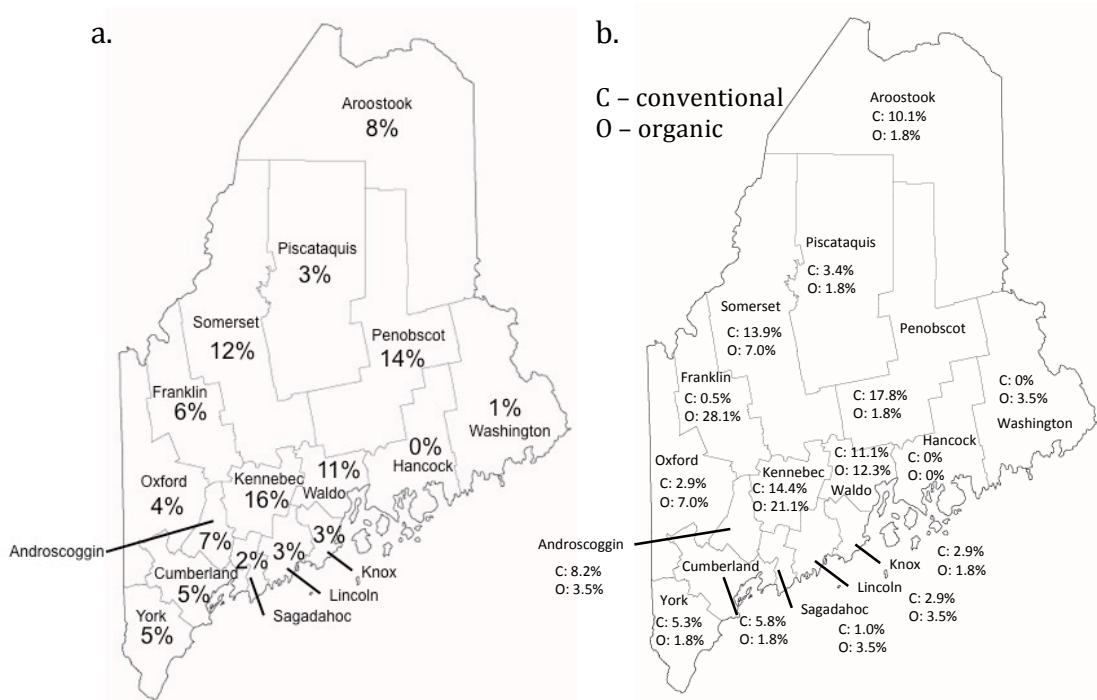 a.
Aroostook
8%
Piscataquis
3%
Somerset
12%
Penobscot
14%
Franklin
6%
1%
Washington
0%
Hancock
11%
Waldo
Kennebec
16%
Oxford
4%
Androscoggin
7%
2%
3%
3%
Knox
Lincoln
Sagadahoc
Cumberland
5%
York
5%
b.
C – conventional
O – organic
Aroostook
C: 10.1%
O: 1.8%
Piscataquis
C: 3.4%
O: 1.8%
Somerset
C: 13.9%
O: 7.0%
Penobscot
C: 17.8%
O: 1.8%
Franklin
C: 0.5%
O: 28.1%
C: 0%
O: 3.5%
Washington
Hancock
C: 0%
O: 0%
C: 11.1%
O: 12.3%
Waldo
Kennebec
C: 14.4%
O: 21.1%
Oxford
C: 2.9%
O: 7.0%
Androscoggin
C: 8.2%
O: 3.5%
Knox
C: 2.9%
O: 1.8%
Lincoln
C: 2.9%
O: 3.5%
Sagadahoc
C: 1.0%
O: 3.5%
Cumberland
C: 5.8%
O: 1.8%
York
C: 5.3%
O: 1.8%